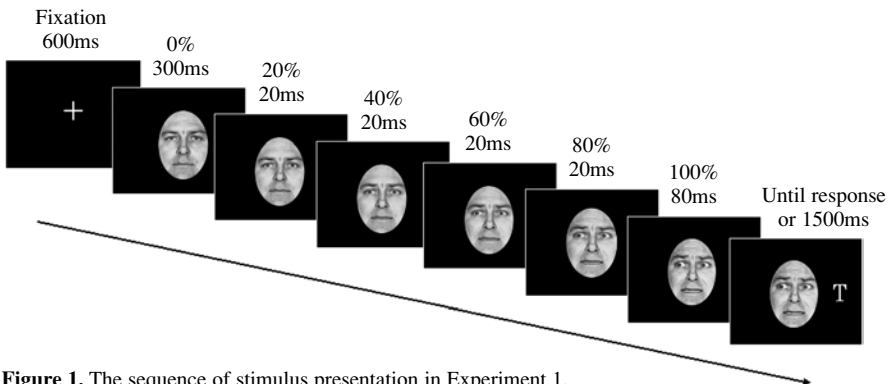 Fixation
600ms
0%
300ms
20%
20ms
40%
20ms
60%
20ms
80%
20ms
100%
80ms
Until response
or 1500ms
T
Figure 1. The sequence of stimulus presentation in Experiment 1.